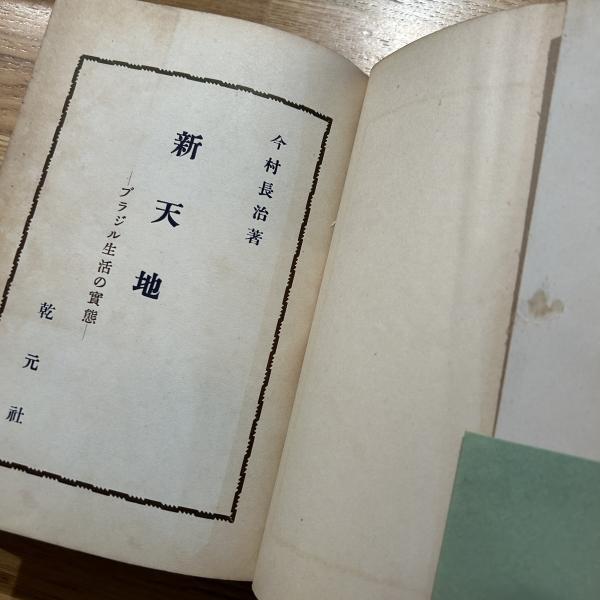 今村長治著
新天地
—ブラジル生活の實態—
乾元社